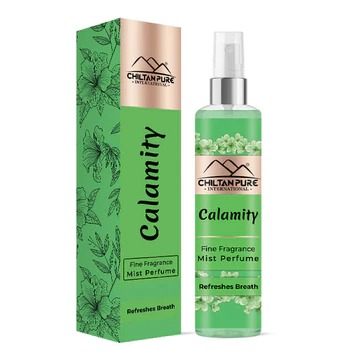 CHILTAN PURE
• INTERNATIONAL •
Calamity
Fine Fragrance
Mist Perfume
Refreshes Breath
CHILTAN PURE
• INTERNATIONAL •
Calamity
Fine Fragrance
Mist Perfume
Refreshes Breath